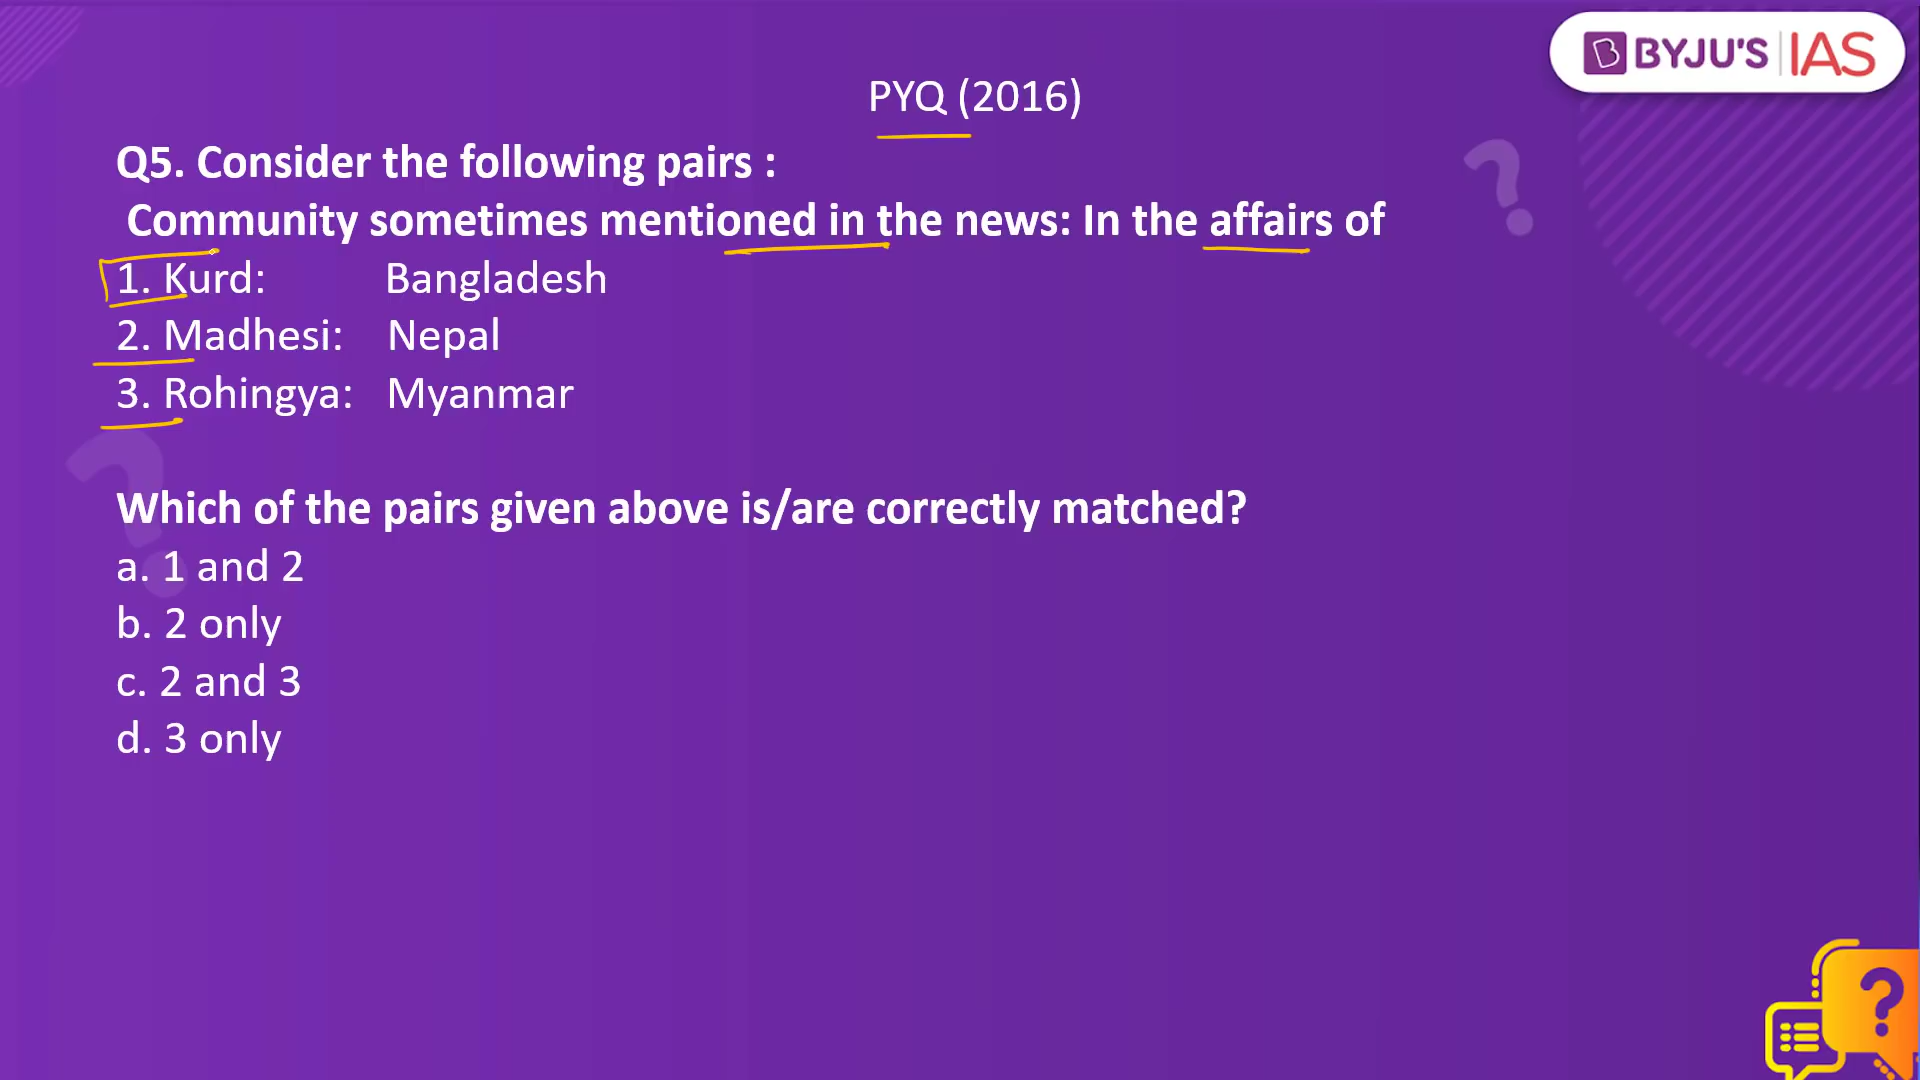 BYJU'S IAS
PYQ (2016)
Q5. Consider the following pairs :
Community sometimes mentioned in the news: In the affairs of
1. Kurd: Bangladesh
2. Madhesi: Nepal
3. Rohingya: Myanmar
Which of the pairs given above is/are correctly matched?
a. 1 and 2
b. 2 only
c. 2 and 3
d. 3 only